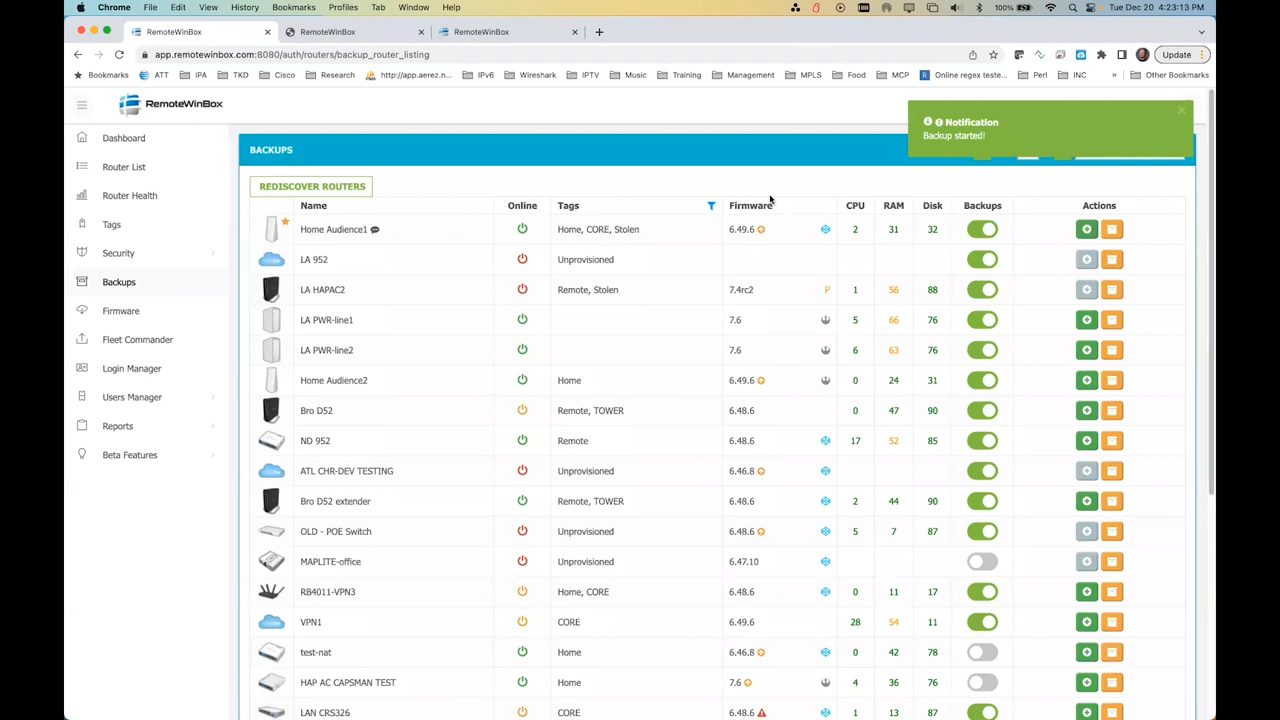 Chrome File Edit View History Bookmarks Profiles Tab Window Help 100% Tue Dec 20 4:23:13 PM
RemoteWinBox RemoteWinBox RemoteWinBox
app.remotewinbox.com:8080/auth/routers/backup_router_listing Update
Bookmarks ATT IPA TKD Cisco Research http://app.aerez.n... IPv6 Wireshark IPTV Music Training Management MPLS Food MCP Online regex teste... Perl INC » Other Bookmarks
RemoteWinBox
Notification
Backup started!
Dashboard
Router List
Router Health
Tags
Security
Backups
Firmware
Fleet Commander
Login Manager
Users Manager
Reports
Beta Features
BACKUPS
REDISCOVER ROUTERS
Name Online Tags Firmware CPU RAM Disk Backups Actions
Home Audience1 Home, CORE, Stolen 6.49.6 2 31 32
LA 952 Unprovisioned
LA HAPAC2 Remote, Stolen 7.4rc2 1 56 88
LA PWR-line1 7.6 5 66 76
LA PWR-line2 7.6 6 63 76
Home Audience2 Home 6.49.6 0 24 31
Bro D52 Remote, TOWER 6.48.6 0 47 90
ND 952 Remote 6.48.6 17 52 85
ATL CHR-DEV TESTING Unprovisioned 6.46.8
Bro D52 extender Remote, TOWER 6.48.6 2 44 90
OLD - POE Switch Unprovisioned 6.48.6 5 7 87
MAPLITE-office Unprovisioned 6.47.10
RB4011-VPN3 Home, CORE 6.48.6 0 11 17
VPN1 CORE 6.49.6 28 54 11
test-nat Home 6.46.8 0 42 78
HAP AC CAPSMAN TEST Home 7.6 4 36 76
LAN CRS326 CORE 6.48.6 1 13 87